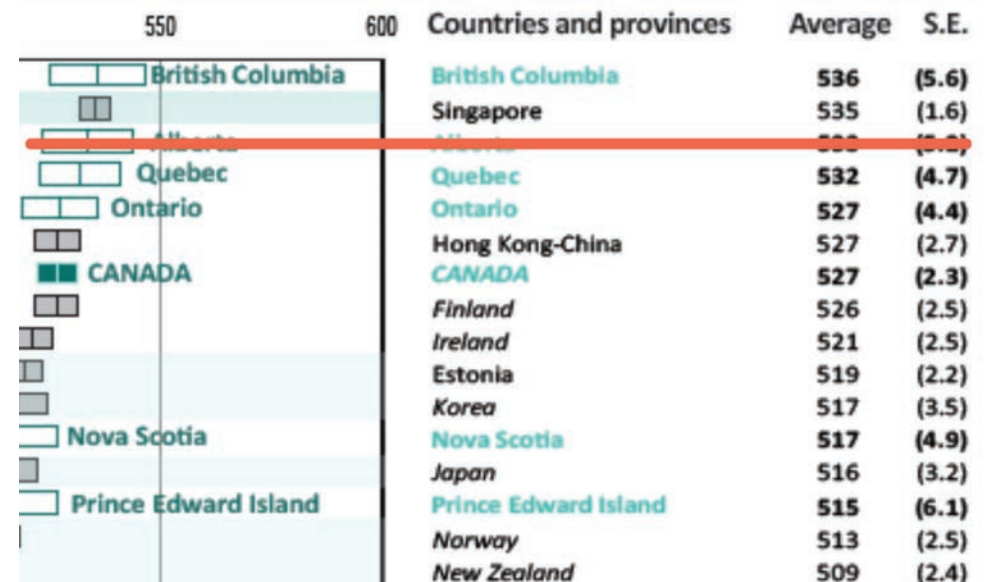 550 600 Countries and provinces Average S.E.
British Columbia British Columbia 536 (5.6)
Singapore 535 (1.6)
Alberta Alberta
Quebec Quebec 532 (4.7)
Ontario Ontario 527 (4.4)
Hong Kong-China 527 (2.7)
CANADA CANADA 527 (2.3)
Finland 526 (2.5)
Ireland 521 (2.5)
Estonia 519 (2.2)
Korea 517 (3.5)
Nova Scotia Nova Scotia 517 (4.9)
Japan 516 (3.2)
Prince Edward Island Prince Edward Island 515 (6.1)
Norway 513 (2.5)
New Zealand 509 (2.4)